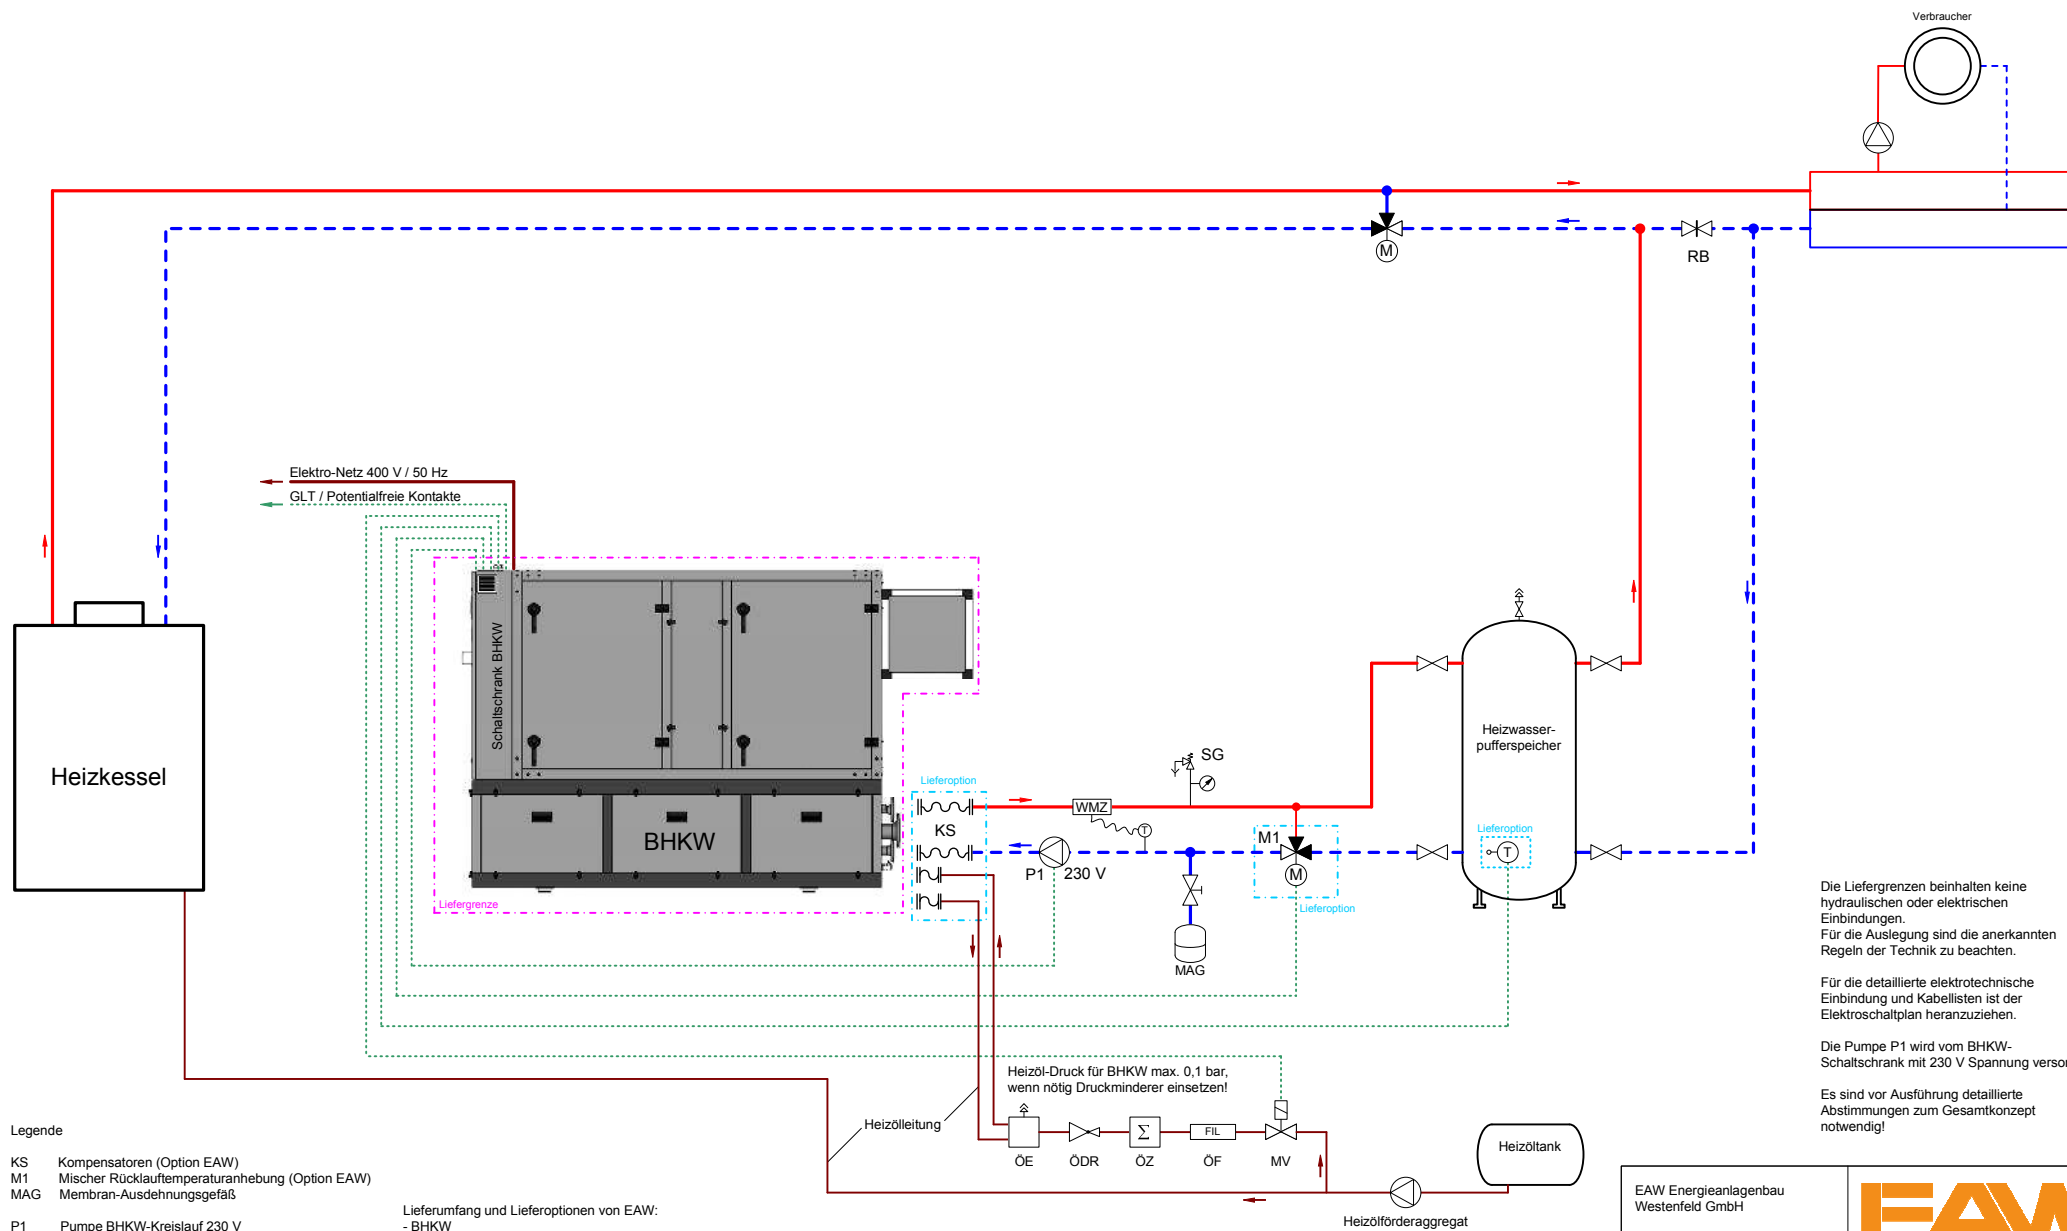 Verbraucher
M
RB
Elektro-Netz 400 V / 50 Hz
GLT / Potentialfreie Kontakte
Schaltschrank BHKW
Heizkessel
BHKW
Liefergrenze
Lieferoption
KS
WMZ
T
SG
P1
230 V
M1
M
Lieferoption
MAG
Heizwasser-
pufferspeicher
Lieferoption
T
Die Liefergrenzen beinhalten keine
hydraulischen oder elektrischen
Einbindungen.
Für die Auslegung sind die anerkannten
Regeln der Technik zu beachten.
Für die detaillierte elektrotechnische
Einbindung und Kabellisten ist der
Elektroschaltplan heranzuziehen.
Die Pumpe P1 wird vom BHKW-
Schaltschrank mit 230 V Spannung versor
Es sind vor Ausführung detaillierte
Abstimmungen zum Gesamtkonzept
notwendig!
Heizöl-Druck für BHKW max. 0,1 bar,
wenn nötig Druckminderer einsetzen!
Heizölleitung
Σ
FIL
ÖE
ÖDR
ÖZ
ÖF
MV
Heizöltank
Heizölförderaggregat
Legende
KS Kompensatoren (Option EAW)
M1 Mischer Rücklauftemperaturanhebung (Option EAW)
MAG Membran-Ausdehnungsgefäß
P1 Pumpe BHKW-Kreislauf 230 V
Lieferumfang und Lieferoptionen von EAW:
- BHKW
EAW Energieanlagenbau
Westenfeld GmbH
EAW